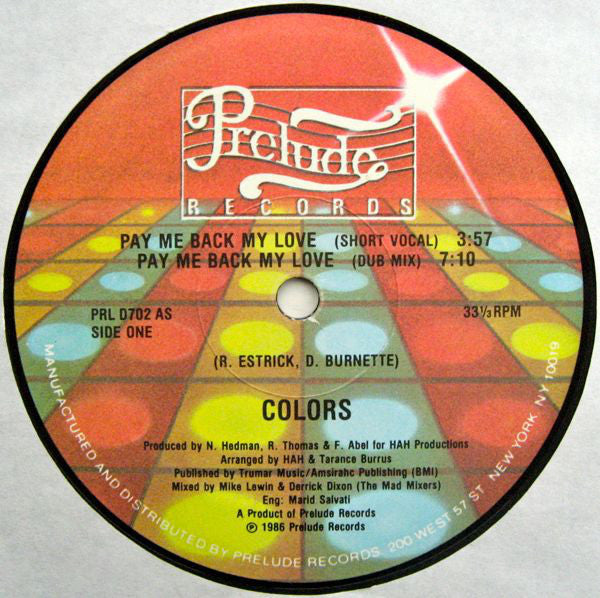 Prelude
RECORDS
PAY ME BACK MY LOVE (SHORT VOCAL) 3:57
PAY ME BACK MY LOVE (DUB MIX) 7:10
PRL D702 AS
SIDE ONE
33⅓ RPM
(R. ESTRICK, D. BURNETTE)
COLORS
Produced by N. Hedman, R. Thomas & F. Abel for HAH Productions
Arranged by HAH & Tarance Burrus
Published by Trumar Music/Amsirahc Publishing (BMI)
Mixed by Mike Lewin & Derrick Dixon (The Mad Mixers)
Eng: Marid Salvati
A Product of Prelude Records
℗ 1986 Prelude Records
MANUFACTURED AND DISTRIBUTED BY PRELUDE RECORDS. 200 WEST 57 ST. NEW YORK, NY 10019